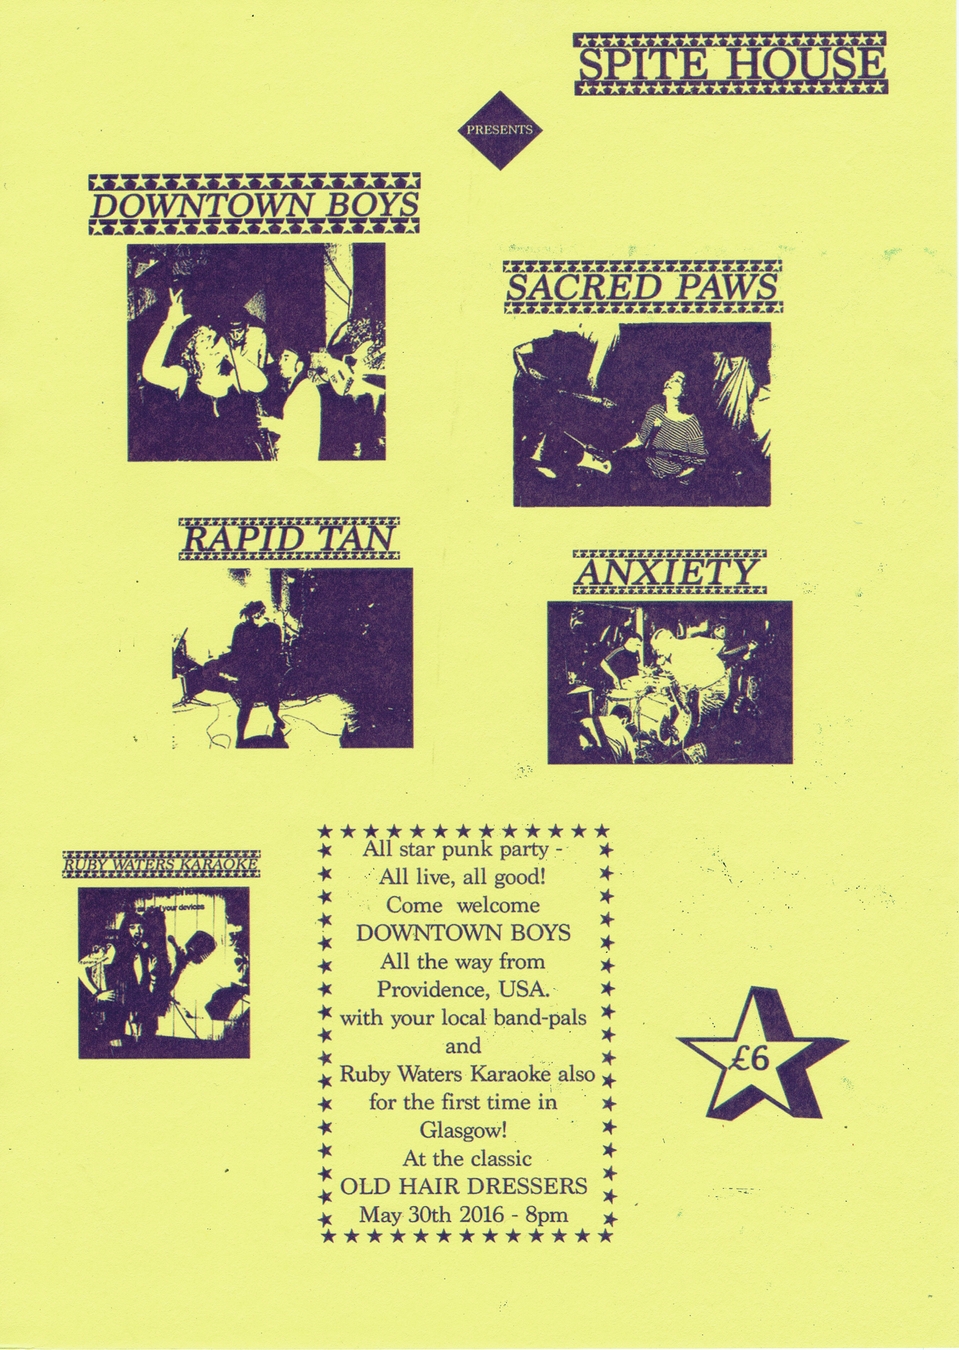 SPITE HOUSE
PRESENTS
DOWNTOWN BOYS
SACRED PAWS
RAPID TAN
ANXIETY
RUBY WATERS KARAOKE
your devices
All star punk party -
All live, all good!
Come welcome
DOWNTOWN BOYS
All the way from
Providence, USA.
with your local band-pals
and
Ruby Waters Karaoke also
for the first time in
Glasgow!
At the classic
OLD HAIR DRESSERS
May 30th 2016 - 8pm
£6